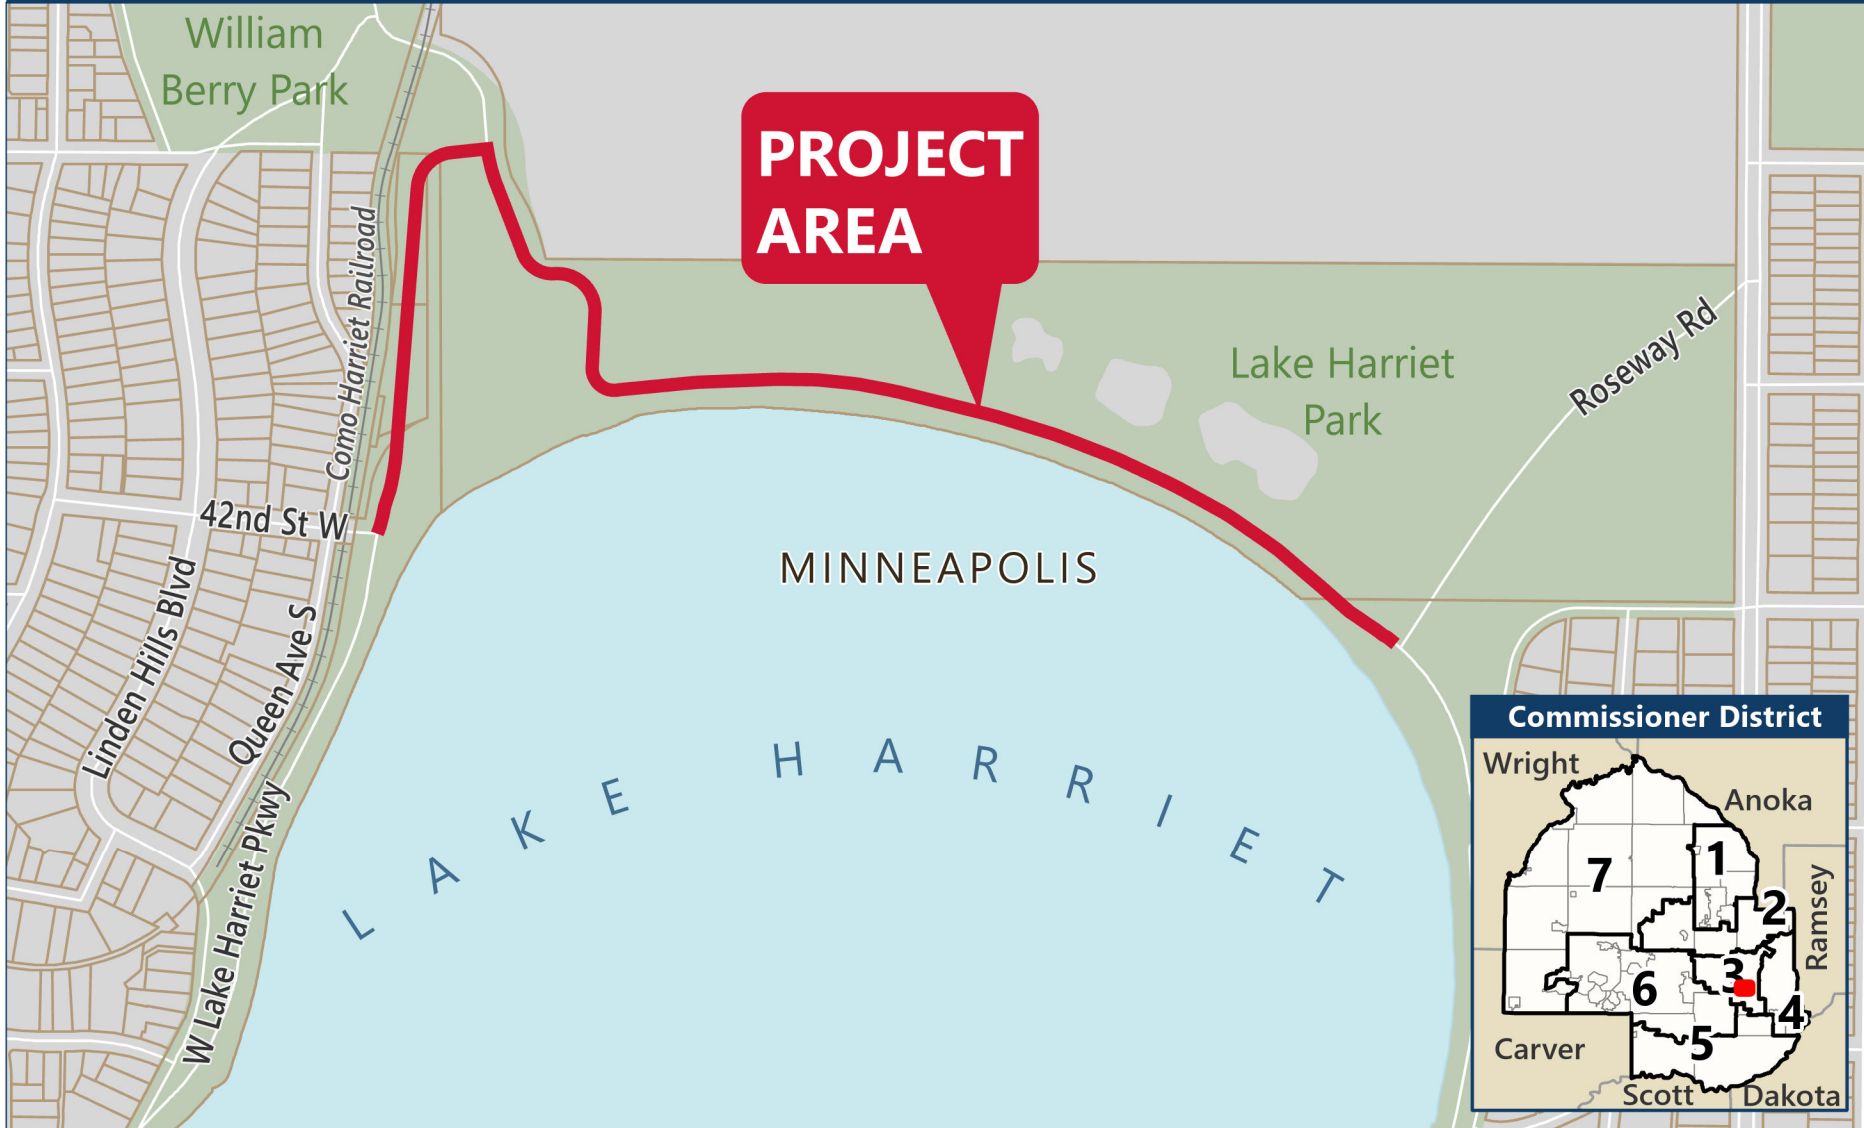 William
Berry Park
PROJECT
AREA
Como Harriet Railroad
Lake Harriet
Park
Roseway Rd
42nd St W
MINNEAPOLIS
Linden Hills Blvd
Queen Ave S
W Lake Harriet Pkwy
LAKE HARRIET
Commissioner District
Wright
Anoka
1
7
2
Ramsey
3
6
4
5
Carver
Scott
Dakota